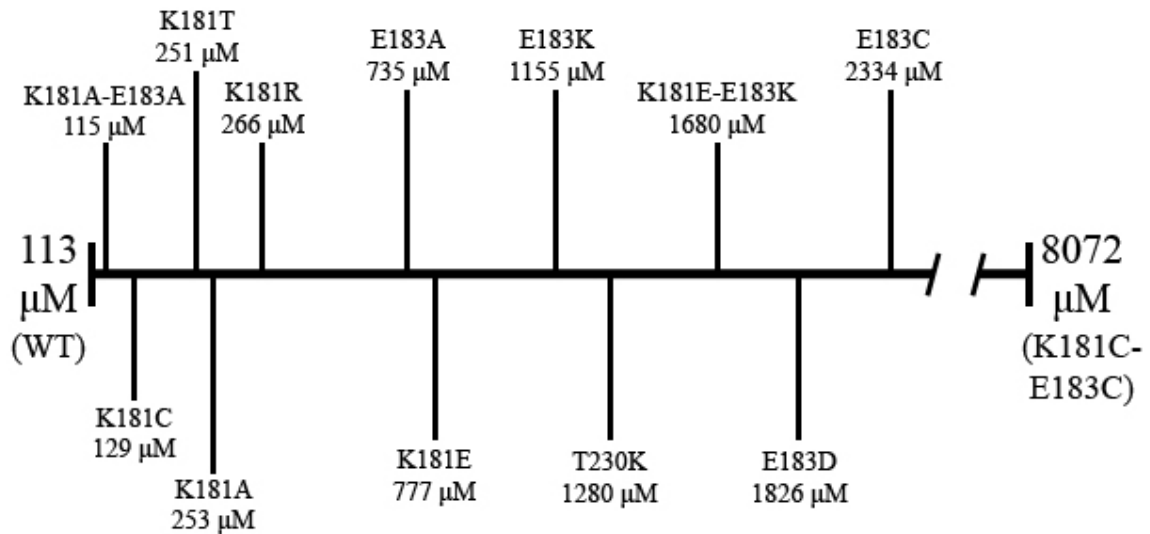 K181T
251 μM
E183A
735 μM
E183K
1155 μM
E183C
2334 μM
K181A-E183A
115 μM
K181R
266 μM
K181E-E183K
1680 μM
113
μM
(WT)
8072
μM
(K181C-
E183C)
K181C
129 μM
K181A
253 μM
K181E
777 μM
T230K
1280 μM
E183D
1826 μM